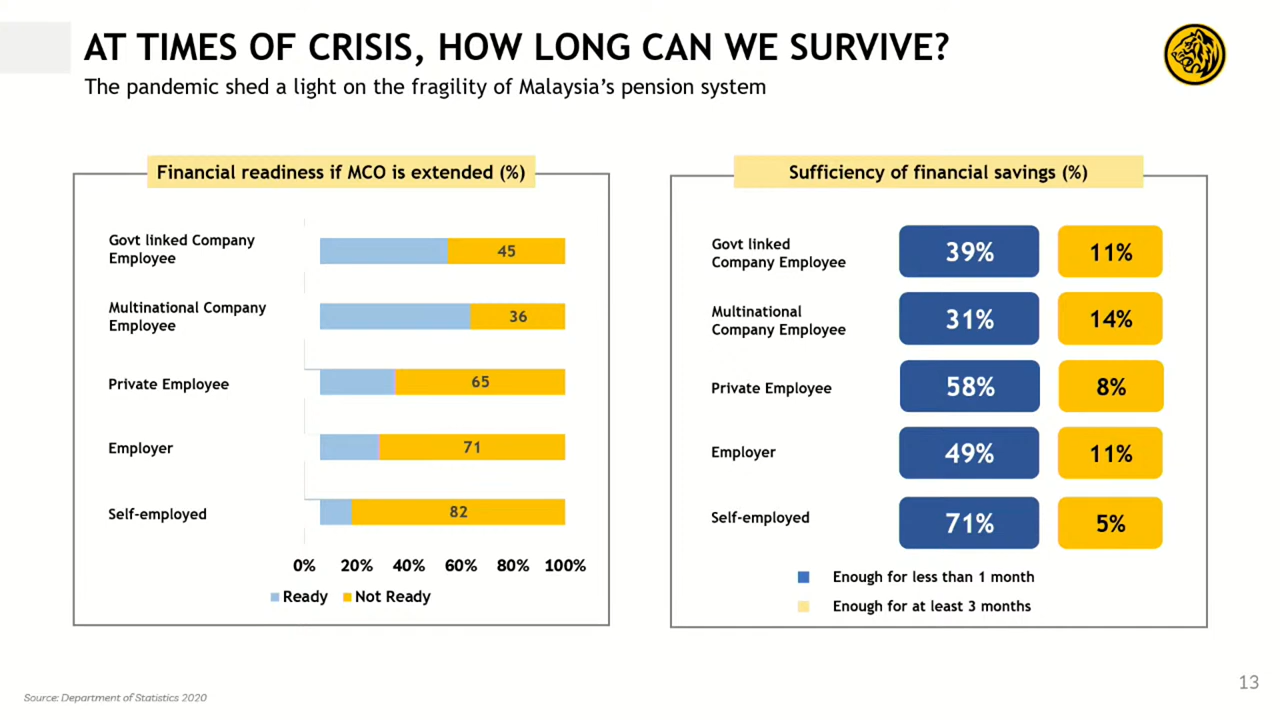 AT TIMES OF CRISIS, HOW LONG CAN WE SURVIVE?
The pandemic shed a light on the fragility of Malaysia's pension system
Financial readiness if MCO is extended (%)
Govt linked Company
Employee
45
Multinational Company
Employee
36
Private Employee
65
Employer
71
Self-employed
82
0% 20% 40% 60% 80% 100%
Ready Not Ready
Sufficiency of financial savings (%)
Govt linked
Company Employee
39% 11%
Multinational
Company Employee
31% 14%
Private Employee 58% 8%
Employer 49% 11%
Self-employed 71% 5%
Enough for less than 1 month
Enough for at least 3 months
Source: Department of Statistics 2020
13